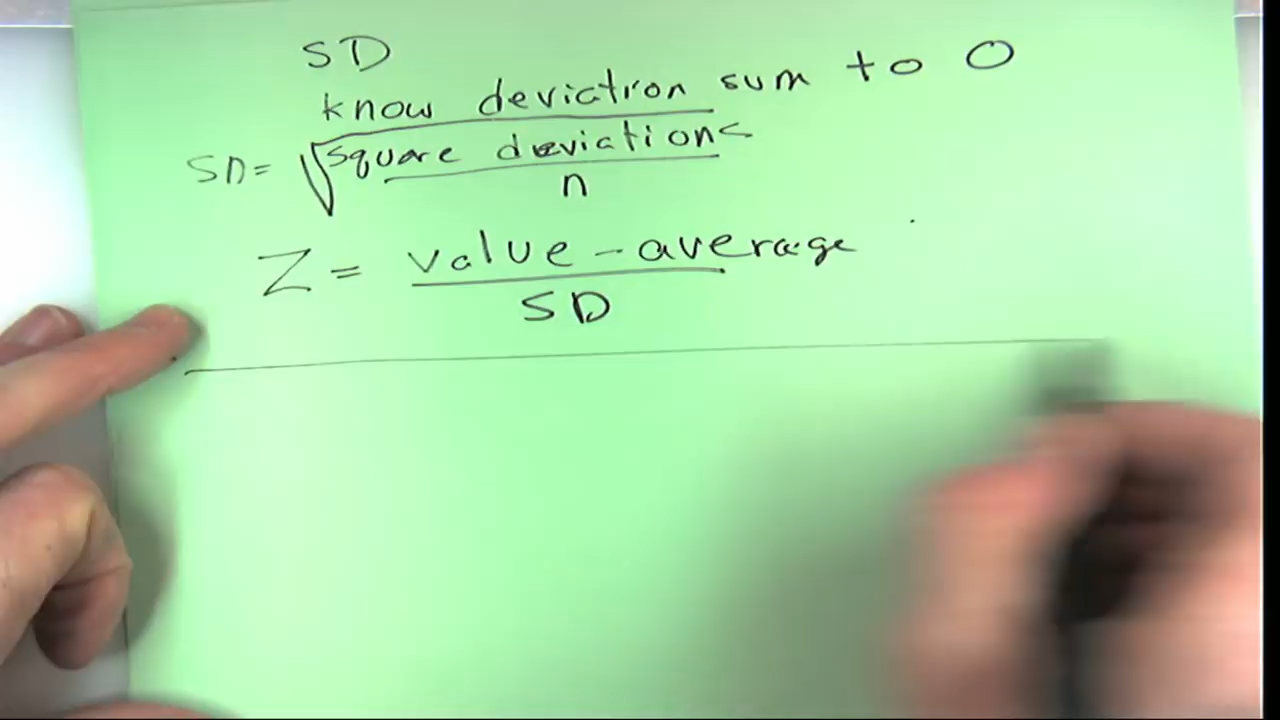 SD
know deviation sum to 0
SD = √square deviations
n
Z = value - average
SD